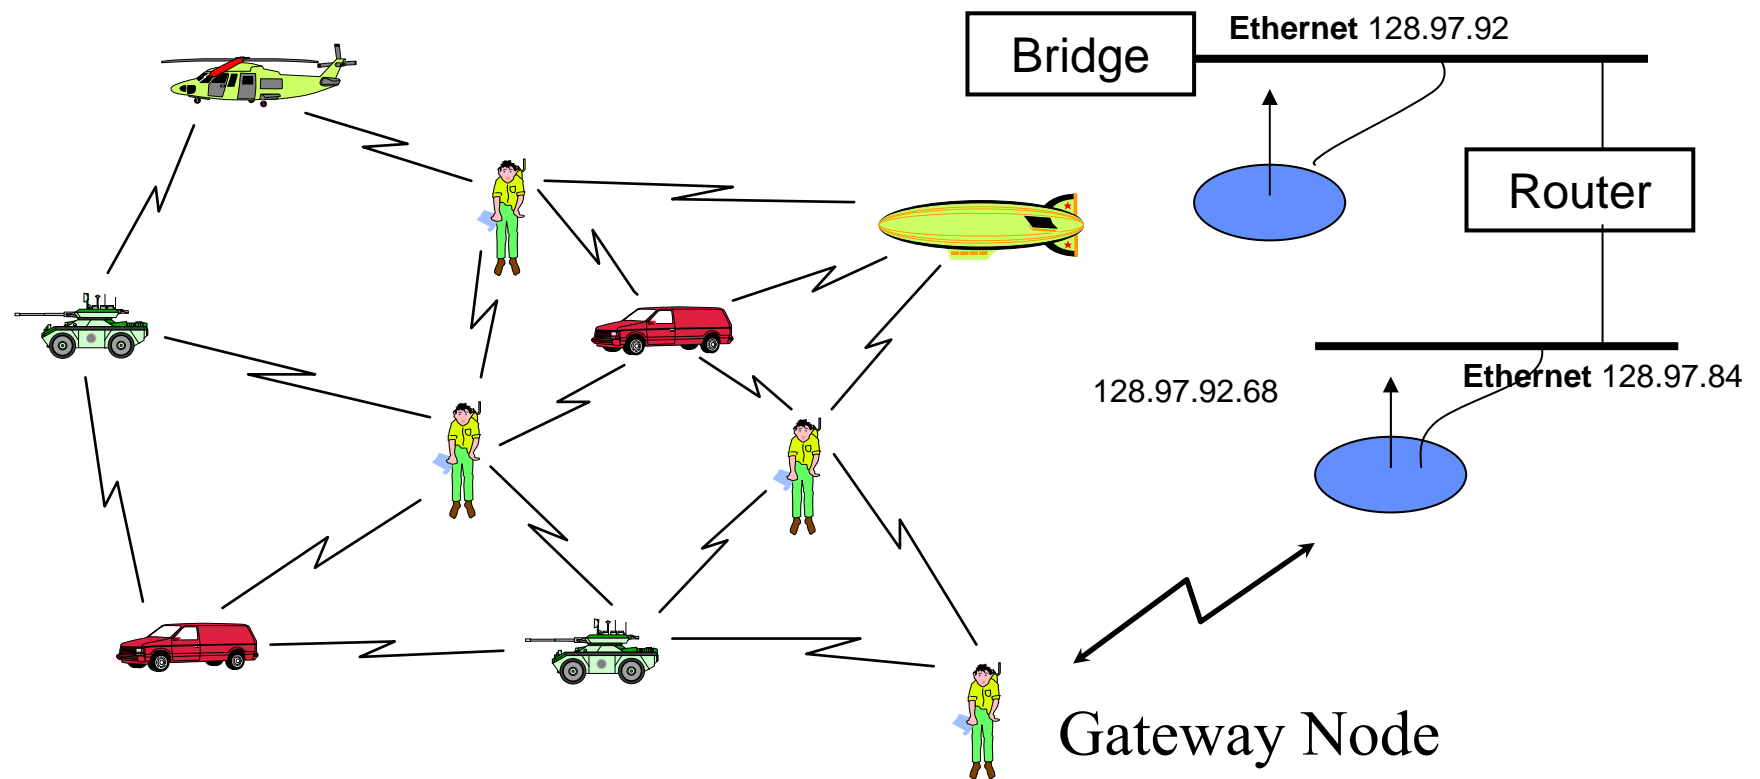 Ethernet 128.97.92
Bridge
Router
128.97.92.68
Ethernet 128.97.84
Gateway Node